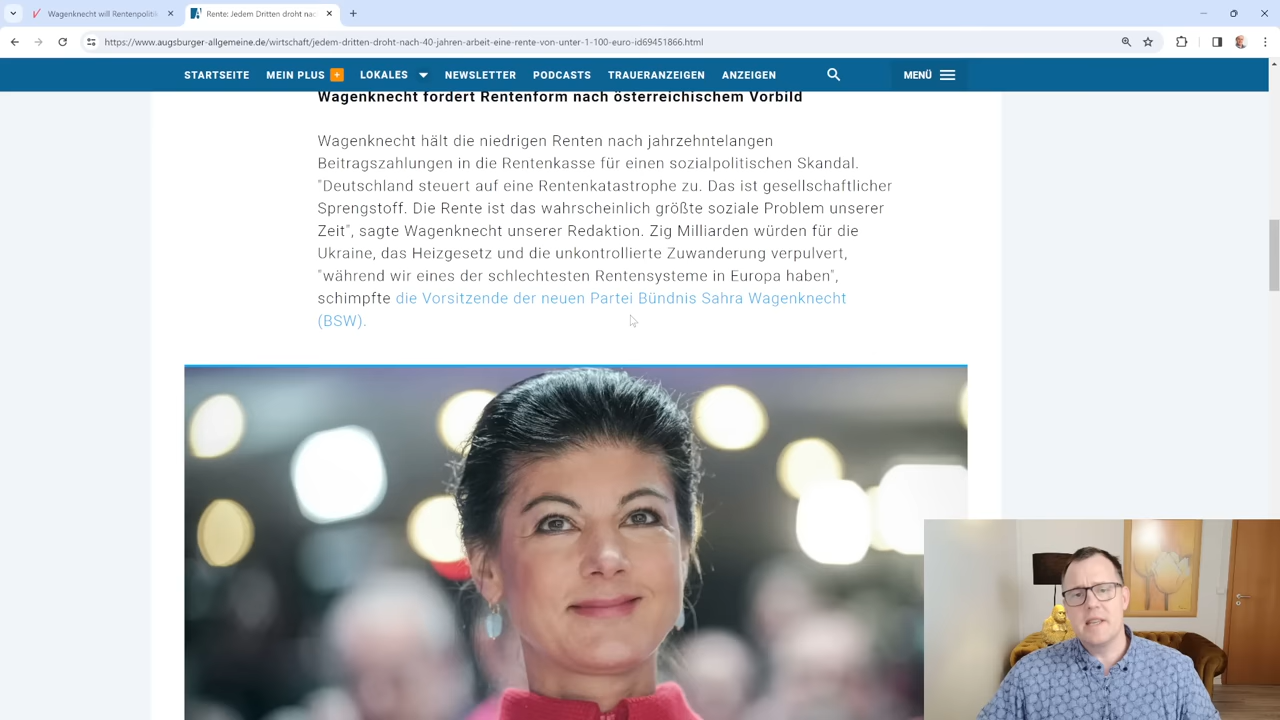 Wagenknecht will Rentenpolitik
Rente: Jedem Dritten droht nac
https://www.augsburger-allgemeine.de/wirtschaft/jedem-dritten-droht-nach-40-jahren-arbeit-eine-rente-von-unter-1-100-euro-id69451866.html
STARTSEITE MEIN PLUS + LOKALES NEWSLETTER PODCASTS TRAUERANZEIGEN ANZEIGEN MENÜ
Wagenknecht fordert Rentenform nach österreichischem Vorbild
Wagenknecht hält die niedrigen Renten nach jahrzehntelangen
Beitragszahlungen in die Rentenkasse für einen sozialpolitischen Skandal.
"Deutschland steuert auf eine Rentenkatastrophe zu. Das ist gesellschaftlicher
Sprengstoff. Die Rente ist das wahrscheinlich größte soziale Problem unserer
Zeit", sagte Wagenknecht unserer Redaktion. Zig Milliarden würden für die
Ukraine, das Heizgesetz und die unkontrollierte Zuwanderung verpulvert,
"während wir eines der schlechtesten Rentensysteme in Europa haben",
schimpfte die Vorsitzende der neuen Partei Bündnis Sahra Wagenknecht
(BSW).